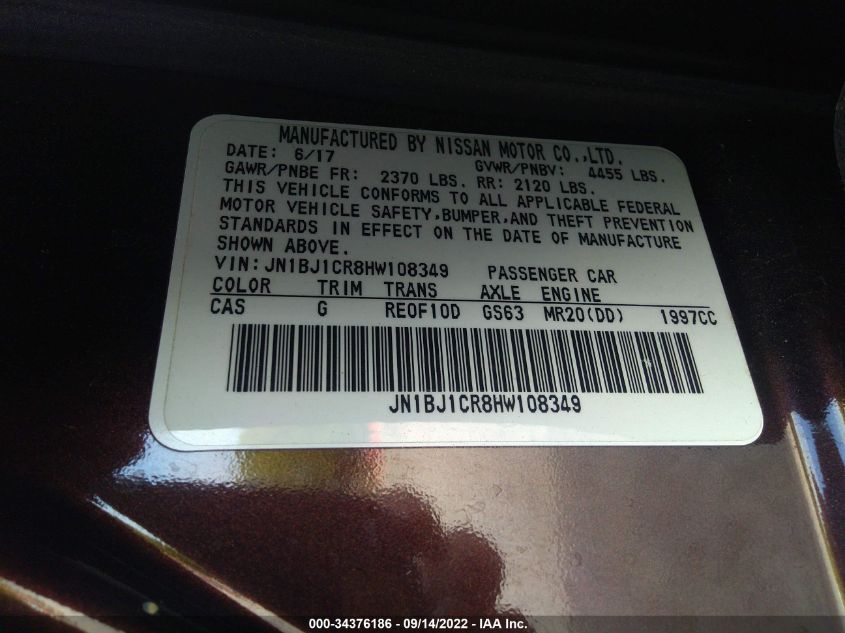 MANUFACTURED BY NISSAN MOTOR CO.,LTD.
DATE: 6/17 GVWR/PNBV: 4455 LBS.
GAWR/PNBE FR: 2370 LBS. RR: 2120 LBS.
THIS VEHICLE CONFORMS TO ALL APPLICABLE FEDERAL
MOTOR VEHICLE SAFETY,BUMPER,AND THEFT PREVENTION
STANDARDS IN EFFECT ON THE DATE OF MANUFACTURE
SHOWN ABOVE.
VIN:JN1BJ1CR8HW108349 PASSENGER CAR
COLOR TRIM TRANS AXLE ENGINE
CAS G RE0F10D GS63 MR20(DD) 1997CC
JN1BJ1CR8HW108349
000-34376186 - 09/14/2022 - IAA Inc.